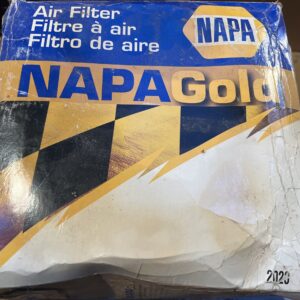 Air Filter
Filtre à air
Filtro de aire
NAPA
NAPAGold
2020